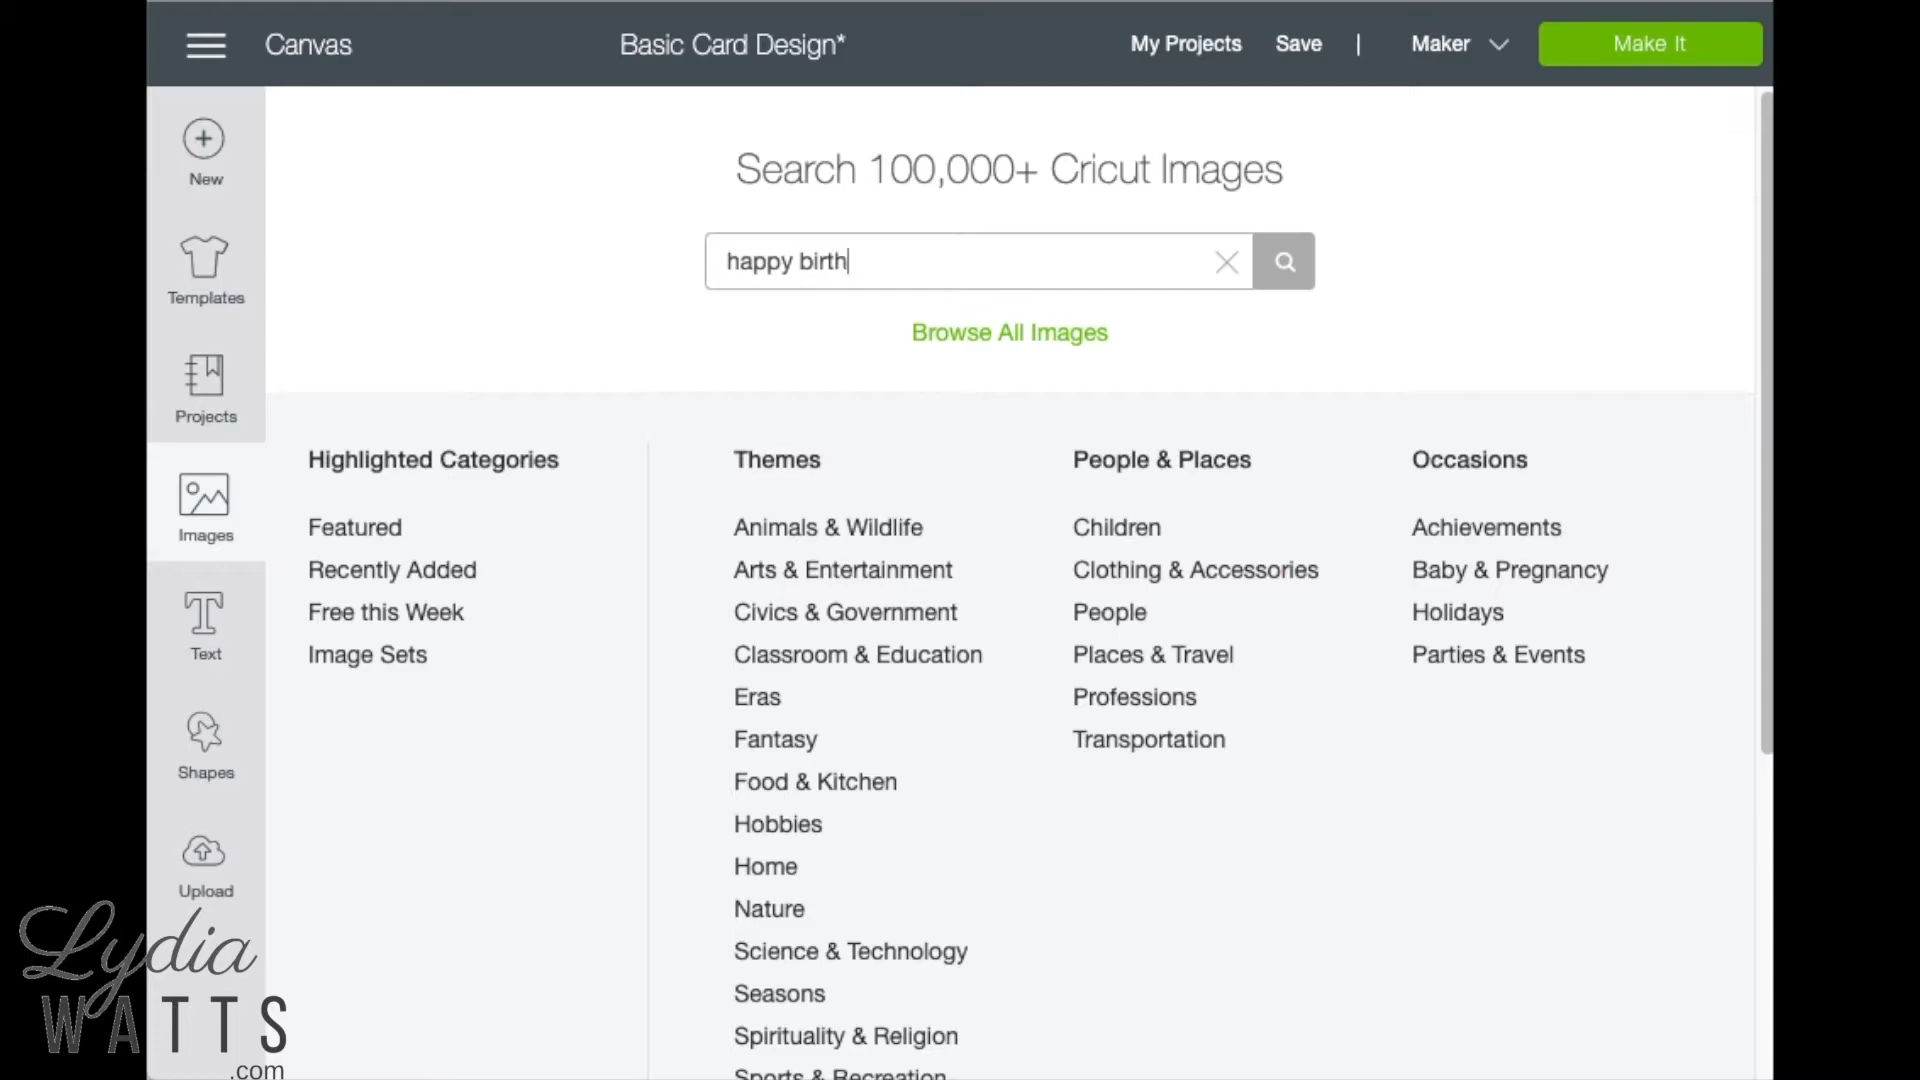 Canvas
Basic Card Design*
My Projects
Save
|
Maker
Make It
New
Templates
Projects
Images
Text
Shapes
Upload
Search 100,000+ Cricut Images
happy birth
Browse All Images
Highlighted Categories
Featured
Recently Added
Free this Week
Image Sets
Themes
Animals & Wildlife
Arts & Entertainment
Civics & Government
Classroom & Education
Eras
Fantasy
Food & Kitchen
Hobbies
Home
Nature
Science & Technology
Seasons
Spirituality & Religion
Sports & Recreation
People & Places
Children
Clothing & Accessories
People
Places & Travel
Professions
Transportation
Occasions
Achievements
Baby & Pregnancy
Holidays
Parties & Events
Lydia
WATTS
.com